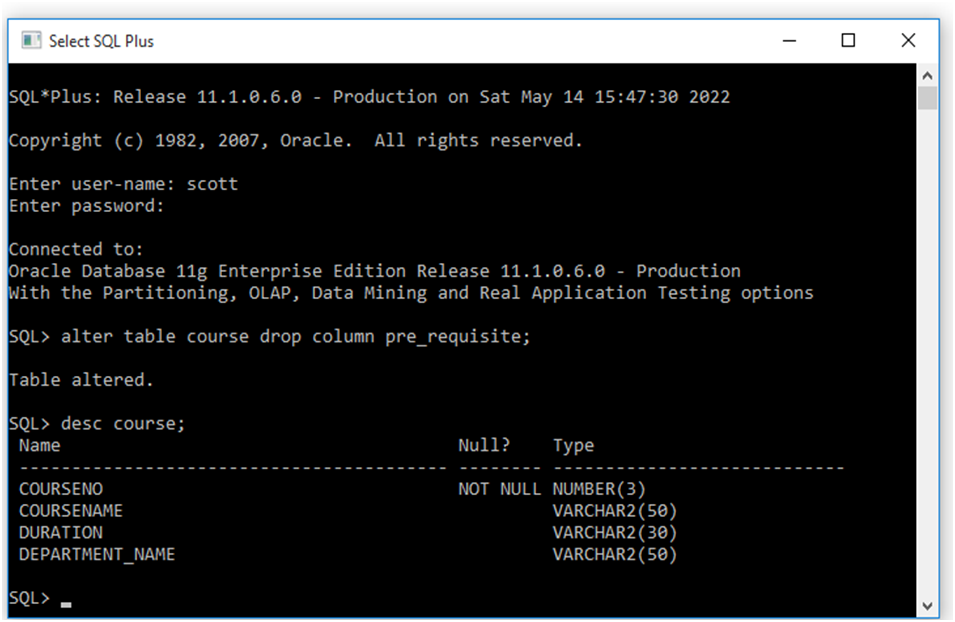 Select SQL Plus
SQL*Plus: Release 11.1.0.6.0 - Production on Sat May 14 15:47:30 2022
Copyright (c) 1982, 2007, Oracle.  All rights reserved.
Enter user-name: scott
Enter password:
Connected to:
Oracle Database 11g Enterprise Edition Release 11.1.0.6.0 - Production
With the Partitioning, OLAP, Data Mining and Real Application Testing options
SQL> alter table course drop column pre_requisite;
Table altered.
SQL> desc course;
 Name                                      Null?    Type
 ----------------------------------------- -------- ----------------------------
 COURSENO                                  NOT NULL NUMBER(3)
 COURSENAME                                         VARCHAR2(50)
 DURATION                                           VARCHAR2(30)
 DEPARTMENT_NAME                                    VARCHAR2(50)
SQL> _